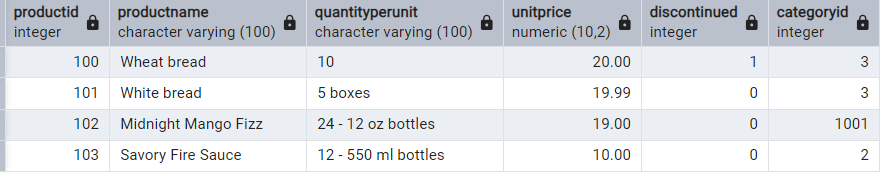 productid productname quantityperunit unitprice discontinued categoryid
integer character varying (100) character varying (100) numeric (10,2) integer integer
100 Wheat bread 10 20.00 1 3
101 White bread 5 boxes 19.99 0 3
102 Midnight Mango Fizz 24 - 12 oz bottles 19.00 0 1001
103 Savory Fire Sauce 12 - 550 ml bottles 10.00 0 2